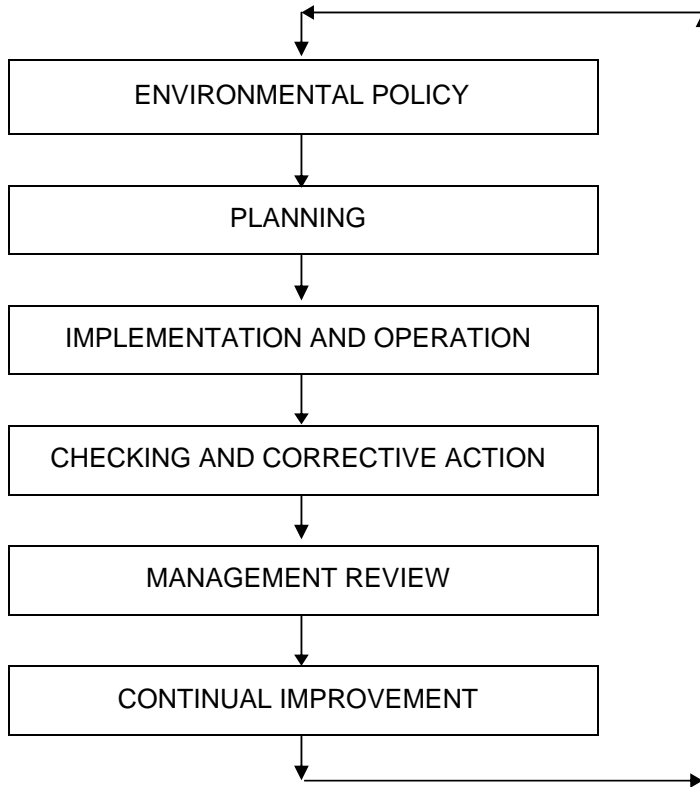 ENVIRONMENTAL POLICY
PLANNING
IMPLEMENTATION AND OPERATION
CHECKING AND CORRECTIVE ACTION
MANAGEMENT REVIEW
CONTINUAL IMPROVEMENT